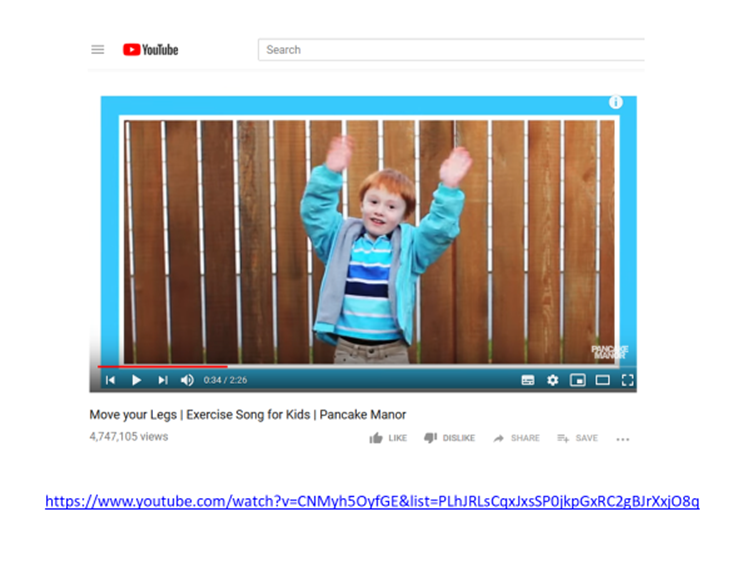 YouTube
Search
i
PANCAKE
MANOR
0:34 / 2:26
Move your Legs | Exercise Song for Kids | Pancake Manor
4,747,105 views
LIKE DISLIKE SHARE SAVE
https://www.youtube.com/watch?v=CNMyh5OyfGE&list=PLhJRLsCqxJxsSP0jkpGxRC2gBJrXxjO8q